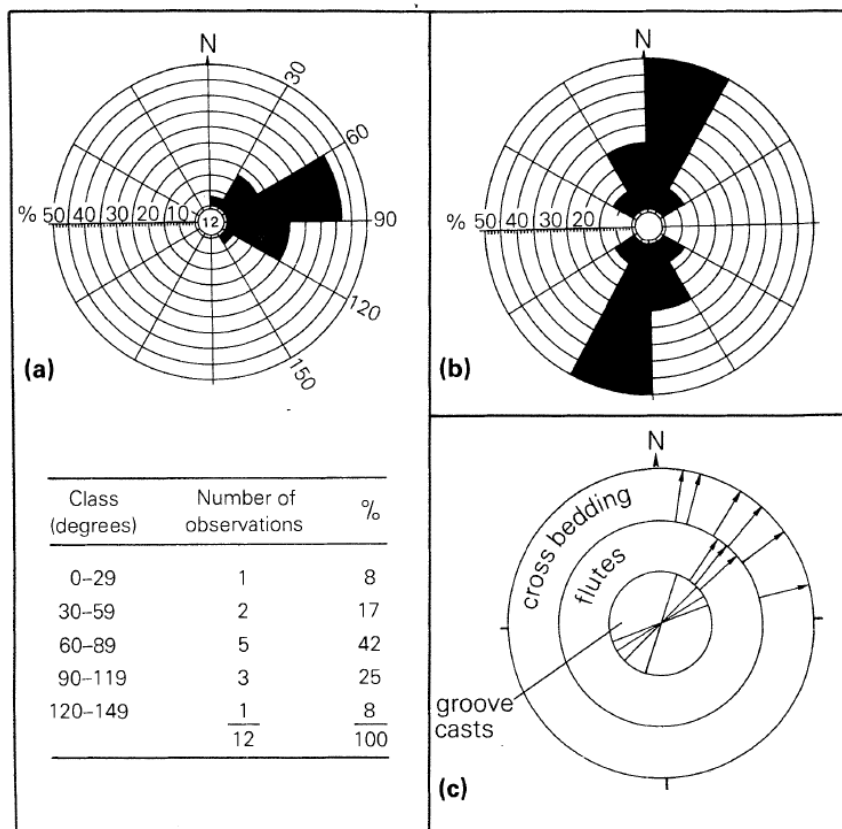 N
30
60
90
120
150
% 50 40 30 20 10
12
(a)
N
% 50 40 30 20
(b)
Class
(degrees)
Number of
observations
%
0–29 1 8
30–59 2 17
60–89 5 42
90–119 3 25
120–149 1 8
12 100
N
cross bedding
flutes
groove
casts
(c)